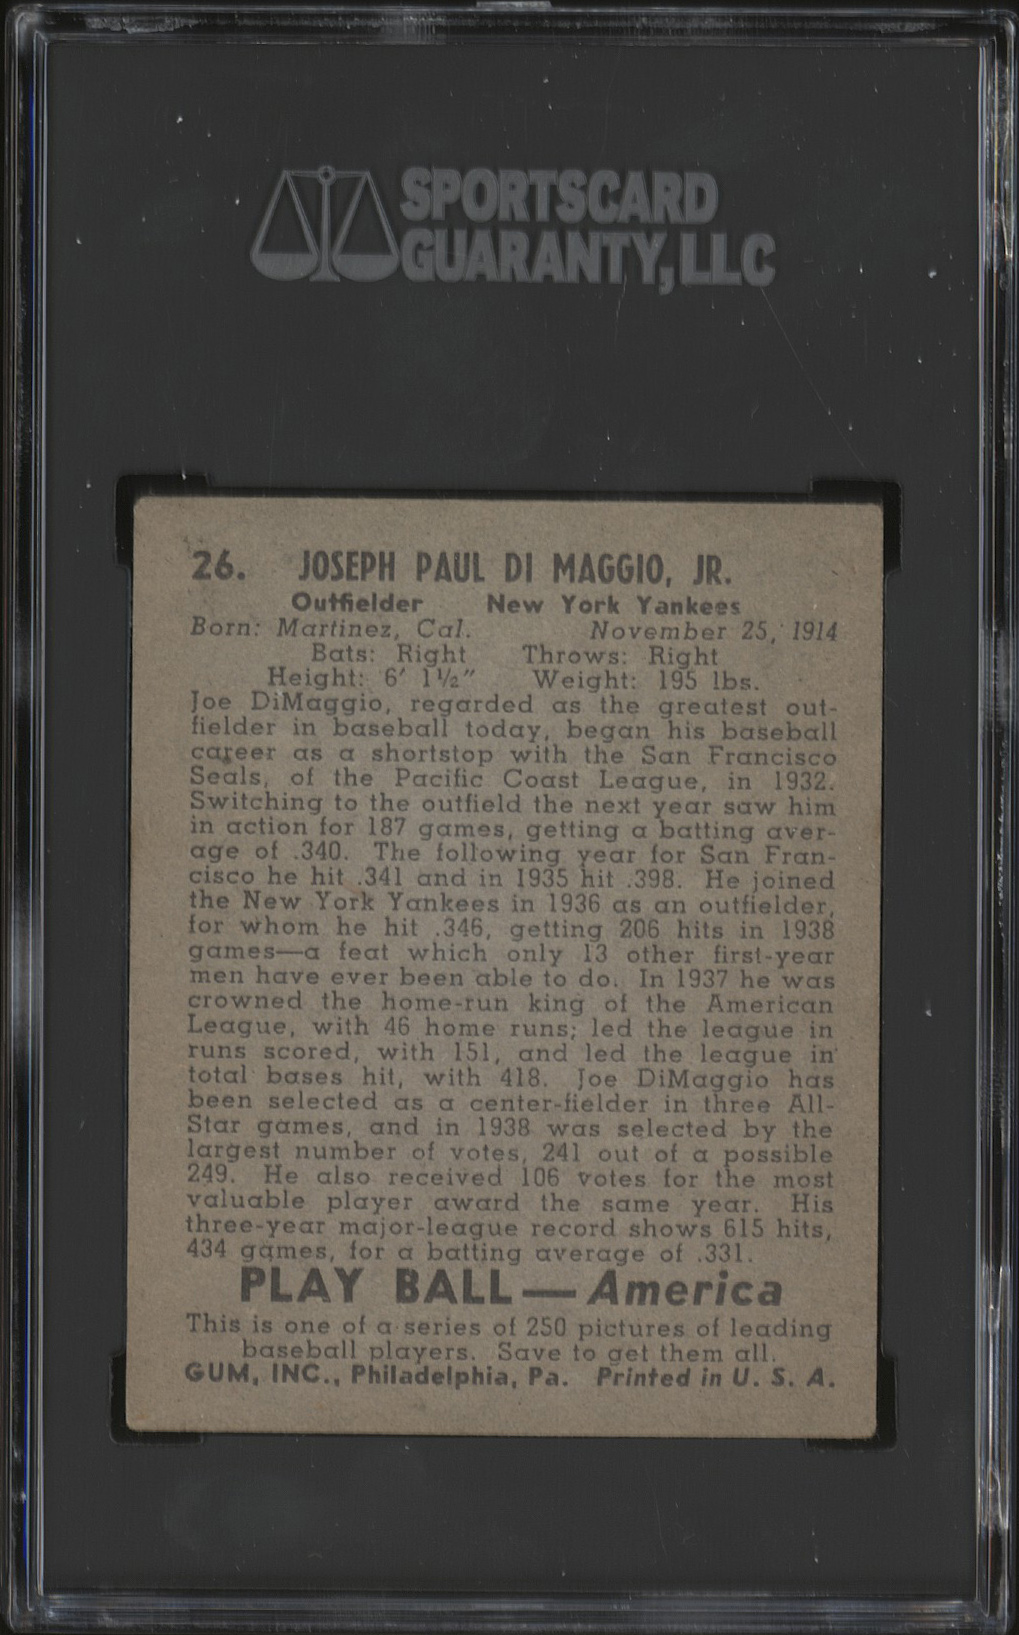 SPORTSCARD
GUARANTY, LLC
26. JOSEPH PAUL DI MAGGIO, JR.
Outfielder New York Yankees
Born: Martinez, Cal. November 25, 1914
Bats: Right Throws: Right
Height: 6' 1½" Weight: 195 lbs.
Joe DiMaggio, regarded as the greatest out-
fielder in baseball today, began his baseball
career as a shortstop with the San Francisco
Seals, of the Pacific Coast League, in 1932.
Switching to the outfield the next year saw him
in action for 187 games, getting a batting aver-
age of .340. The following year for San Fran-
cisco he hit .341 and in 1935 hit .398. He joined
the New York Yankees in 1936 as an outfielder,
for whom he hit .346, getting 206 hits in 1938
games—a feat which only 13 other first-year
men have ever been able to do. In 1937 he was
crowned the home-run king of the American
League, with 46 home runs; led the league in
runs scored, with 151, and led the league in
total bases hit, with 418. Joe DiMaggio has
been selected as a center-fielder in three All-
Star games, and in 1938 was selected by the
largest number of votes, 241 out of a possible
249. He also received 106 votes for the most
valuable player award the same year. His
three-year major-league record shows 615 hits,
434 games, for a batting average of .331.
PLAY BALL—America
This is one of a series of 250 pictures of leading
baseball players. Save to get them all.
GUM, INC., Philadelphia, Pa. Printed in U. S. A.